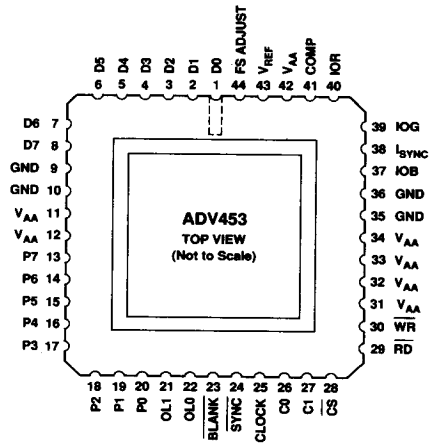 D5 D4 D3 D2 D1 D0 FS ADJUST VREF VAA COMP IOR
6 5 4 3 2 1 44 43 42 41 40
D6 7
D7 8
GND 9
GND 10
VAA 11
VAA 12
P7 13
P6 14
P5 15
P4 16
P3 17
ADV453
TOP VIEW
(Not to Scale)
39 IOG
38 ISYNC
37 IOB
36 GND
35 GND
34 VAA
33 VAA
32 VAA
31 VAA
30 WR
29 RD
18 19 20 21 22 23 24 25 26 27 28
P2 P1 P0 OL1 OL0 BLANK SYNC CLOCK C0 C1 CS